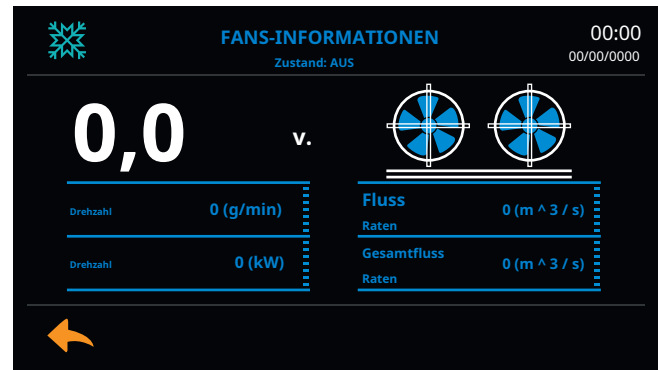 FANS-INFORMATIONEN
Zustand: AUS
00:00
00/00/0000
0,0 v.
Drehzahl 0 (g/min)
Drehzahl 0 (kW)
Fluss
Raten
0 (m ^ 3 / s)
Gesamtfluss
Raten
0 (m ^ 3 / s)